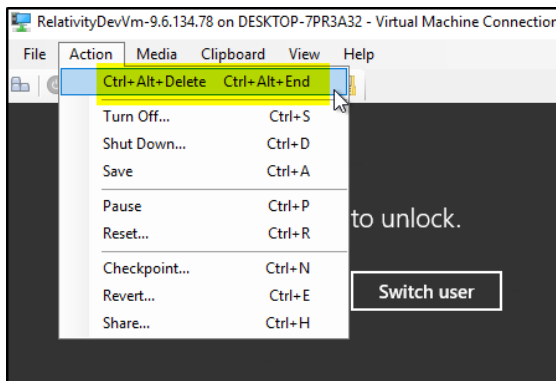 RelativityDevVm-9.6.134.78 on DESKTOP-7PR3A32 - Virtual Machine Connection
File Action Media Clipboard View Help
Ctrl+Alt+Delete Ctrl+Alt+End
Turn Off... Ctrl+S
Shut Down... Ctrl+D
Save Ctrl+A
Pause Ctrl+P
to unlock.
Reset... Ctrl+R
Checkpoint... Ctrl+N
Revert... Ctrl+E
Switch user
Share... Ctrl+H